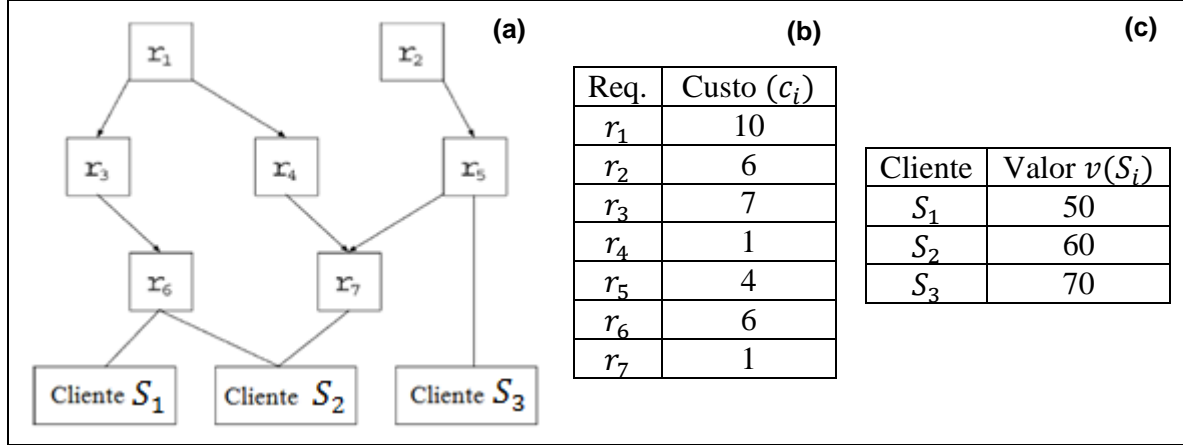 (a)
r₁
r₂
r₃
r₄
r₅
r₆
r₇
Cliente S₁
Cliente S₂
Cliente S₃
(b)
Req. Custo (cᵢ)
r₁ 10
r₂ 6
r₃ 7
r₄ 1
r₅ 4
r₆ 6
r₇ 1
(c)
Cliente Valor v(Sᵢ)
S₁ 50
S₂ 60
S₃ 70